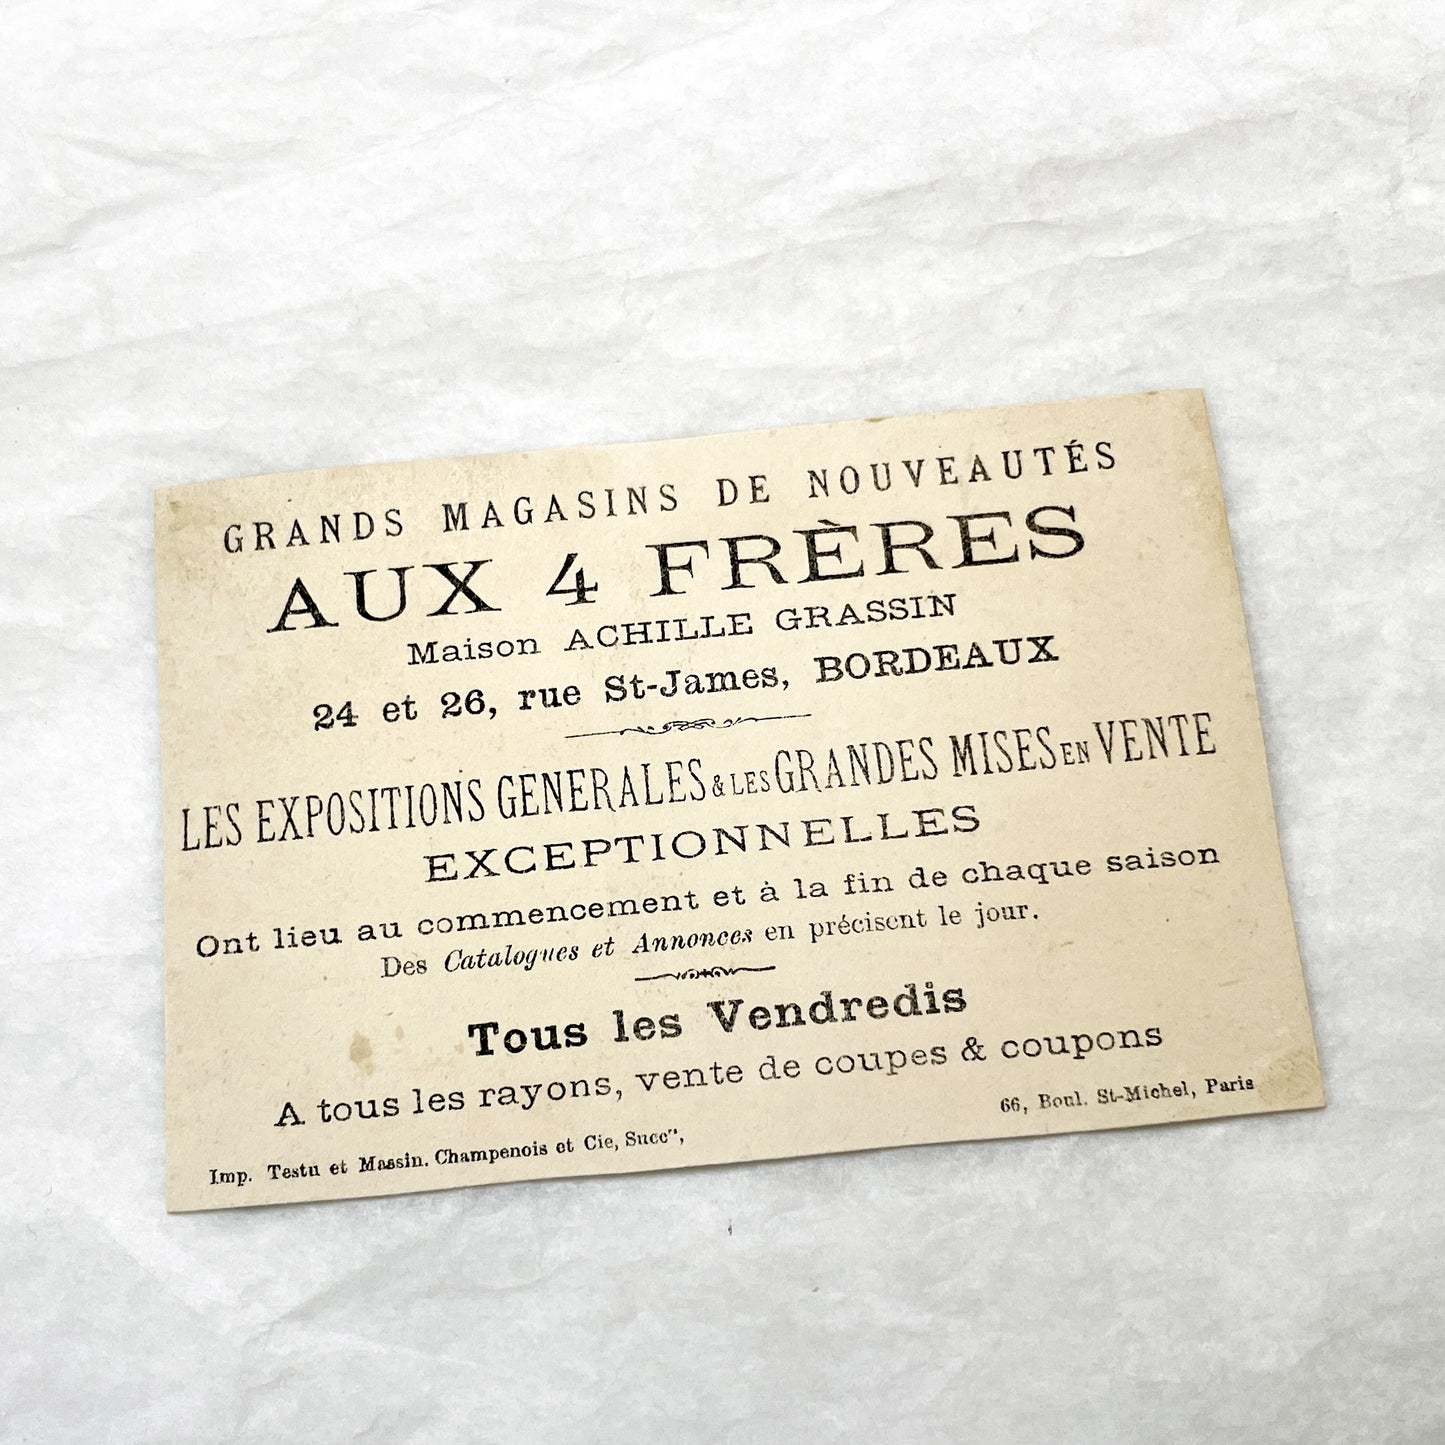 GRANDS MAGASINS DE NOUVEAUTÉS
AUX 4 FRÈRES
Maison ACHILLE GRASSIN
24 et 26, rue St-James, BORDEAUX
LES EXPOSITIONS GENERALES & LES GRANDES MISES EN VENTE
EXCEPTIONNELLES
Ont lieu au commencement et à la fin de chaque saison
Des Catalogues et Annonces en précisent le jour.
Tous les Vendredis
A tous les rayons, vente de coupes & coupons
Imp. Testu et Massin. Champenois et Cie, Succ", 66, Boul. St-Michel, Paris